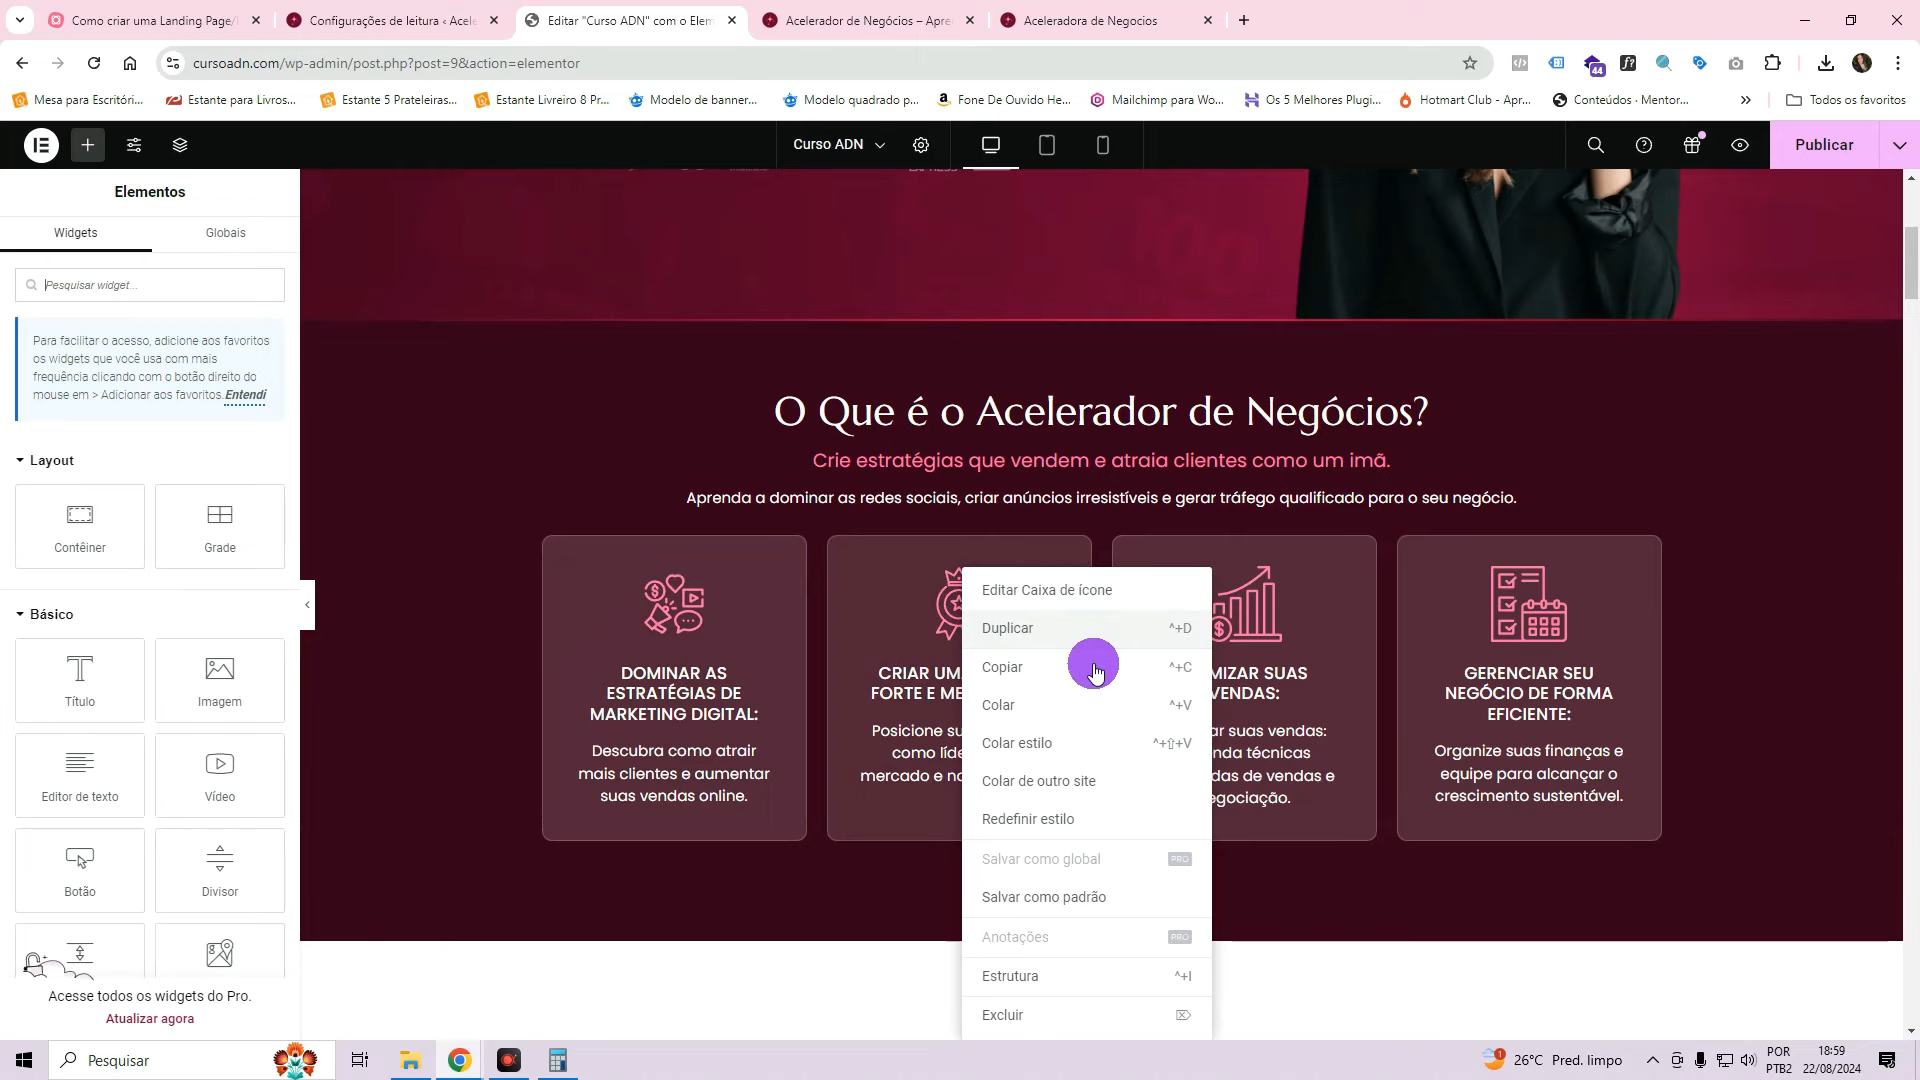 Como criar uma Landing Page/
Configurações de leitura ‹ Acele
Editar "Curso ADN" com o Elem
Acelerador de Negócios – Apre
Aceleradora de Negocios
cursoadn.com/wp-admin/post.php?post=9&action=elementor
44
Mesa para Escritóri...
Estante para Livros...
Estante 5 Prateleiras...
Estante Livreiro 8 Pr...
Modelo de banner...
Modelo quadrado p...
Fone De Ouvido He...
Mailchimp para Wo...
Os 5 Melhores Plugi...
Hotmart Club - Apr...
Conteúdos · Mentor...
Todos os favoritos
Curso ADN
Publicar
Elementos
Widgets
Globais
Pesquisar widget...
Para facilitar o acesso, adicione aos favoritos
os widgets que você usa com mais
frequência clicando com o botão direito do
mouse em > Adicionar aos favoritos. Entendi
Layout
Contêiner
Grade
Básico
Título
Imagem
Editor de texto
Vídeo
Botão
Divisor
Acesse todos os widgets do Pro.
Atualizar agora
O Que é o Acelerador de Negócios?
Crie estratégias que vendem e atraia clientes como um imã.
Aprenda a dominar as redes sociais, criar anúncios irresistíveis e gerar tráfego qualificado para o seu negócio.
DOMINAR AS
ESTRATÉGIAS DE
MARKETING DIGITAL:
Descubra como atrair
mais clientes e aumentar
suas vendas online.
CRIAR UM
FORTE E ME
Posicione su
como líde
mercado e n
MIZAR SUAS
VENDAS:
ar suas vendas:
nda técnicas
das de vendas e
egociação.
GERENCIAR SEU
NEGÓCIO DE FORMA
EFICIENTE:
Organize suas finanças e
equipe para alcançar o
crescimento sustentável.
Editar Caixa de ícone
Duplicar ^+D
Copiar ^+C
Colar ^+V
Colar estilo ^+⇧+V
Colar de outro site
Redefinir estilo
Salvar como global PRO
Salvar como padrão
Anotações PRO
Estrutura ^+I
Excluir ⌦
Pesquisar
1
26°C Pred. limpo
POR
PTB2
18:59
22/08/2024